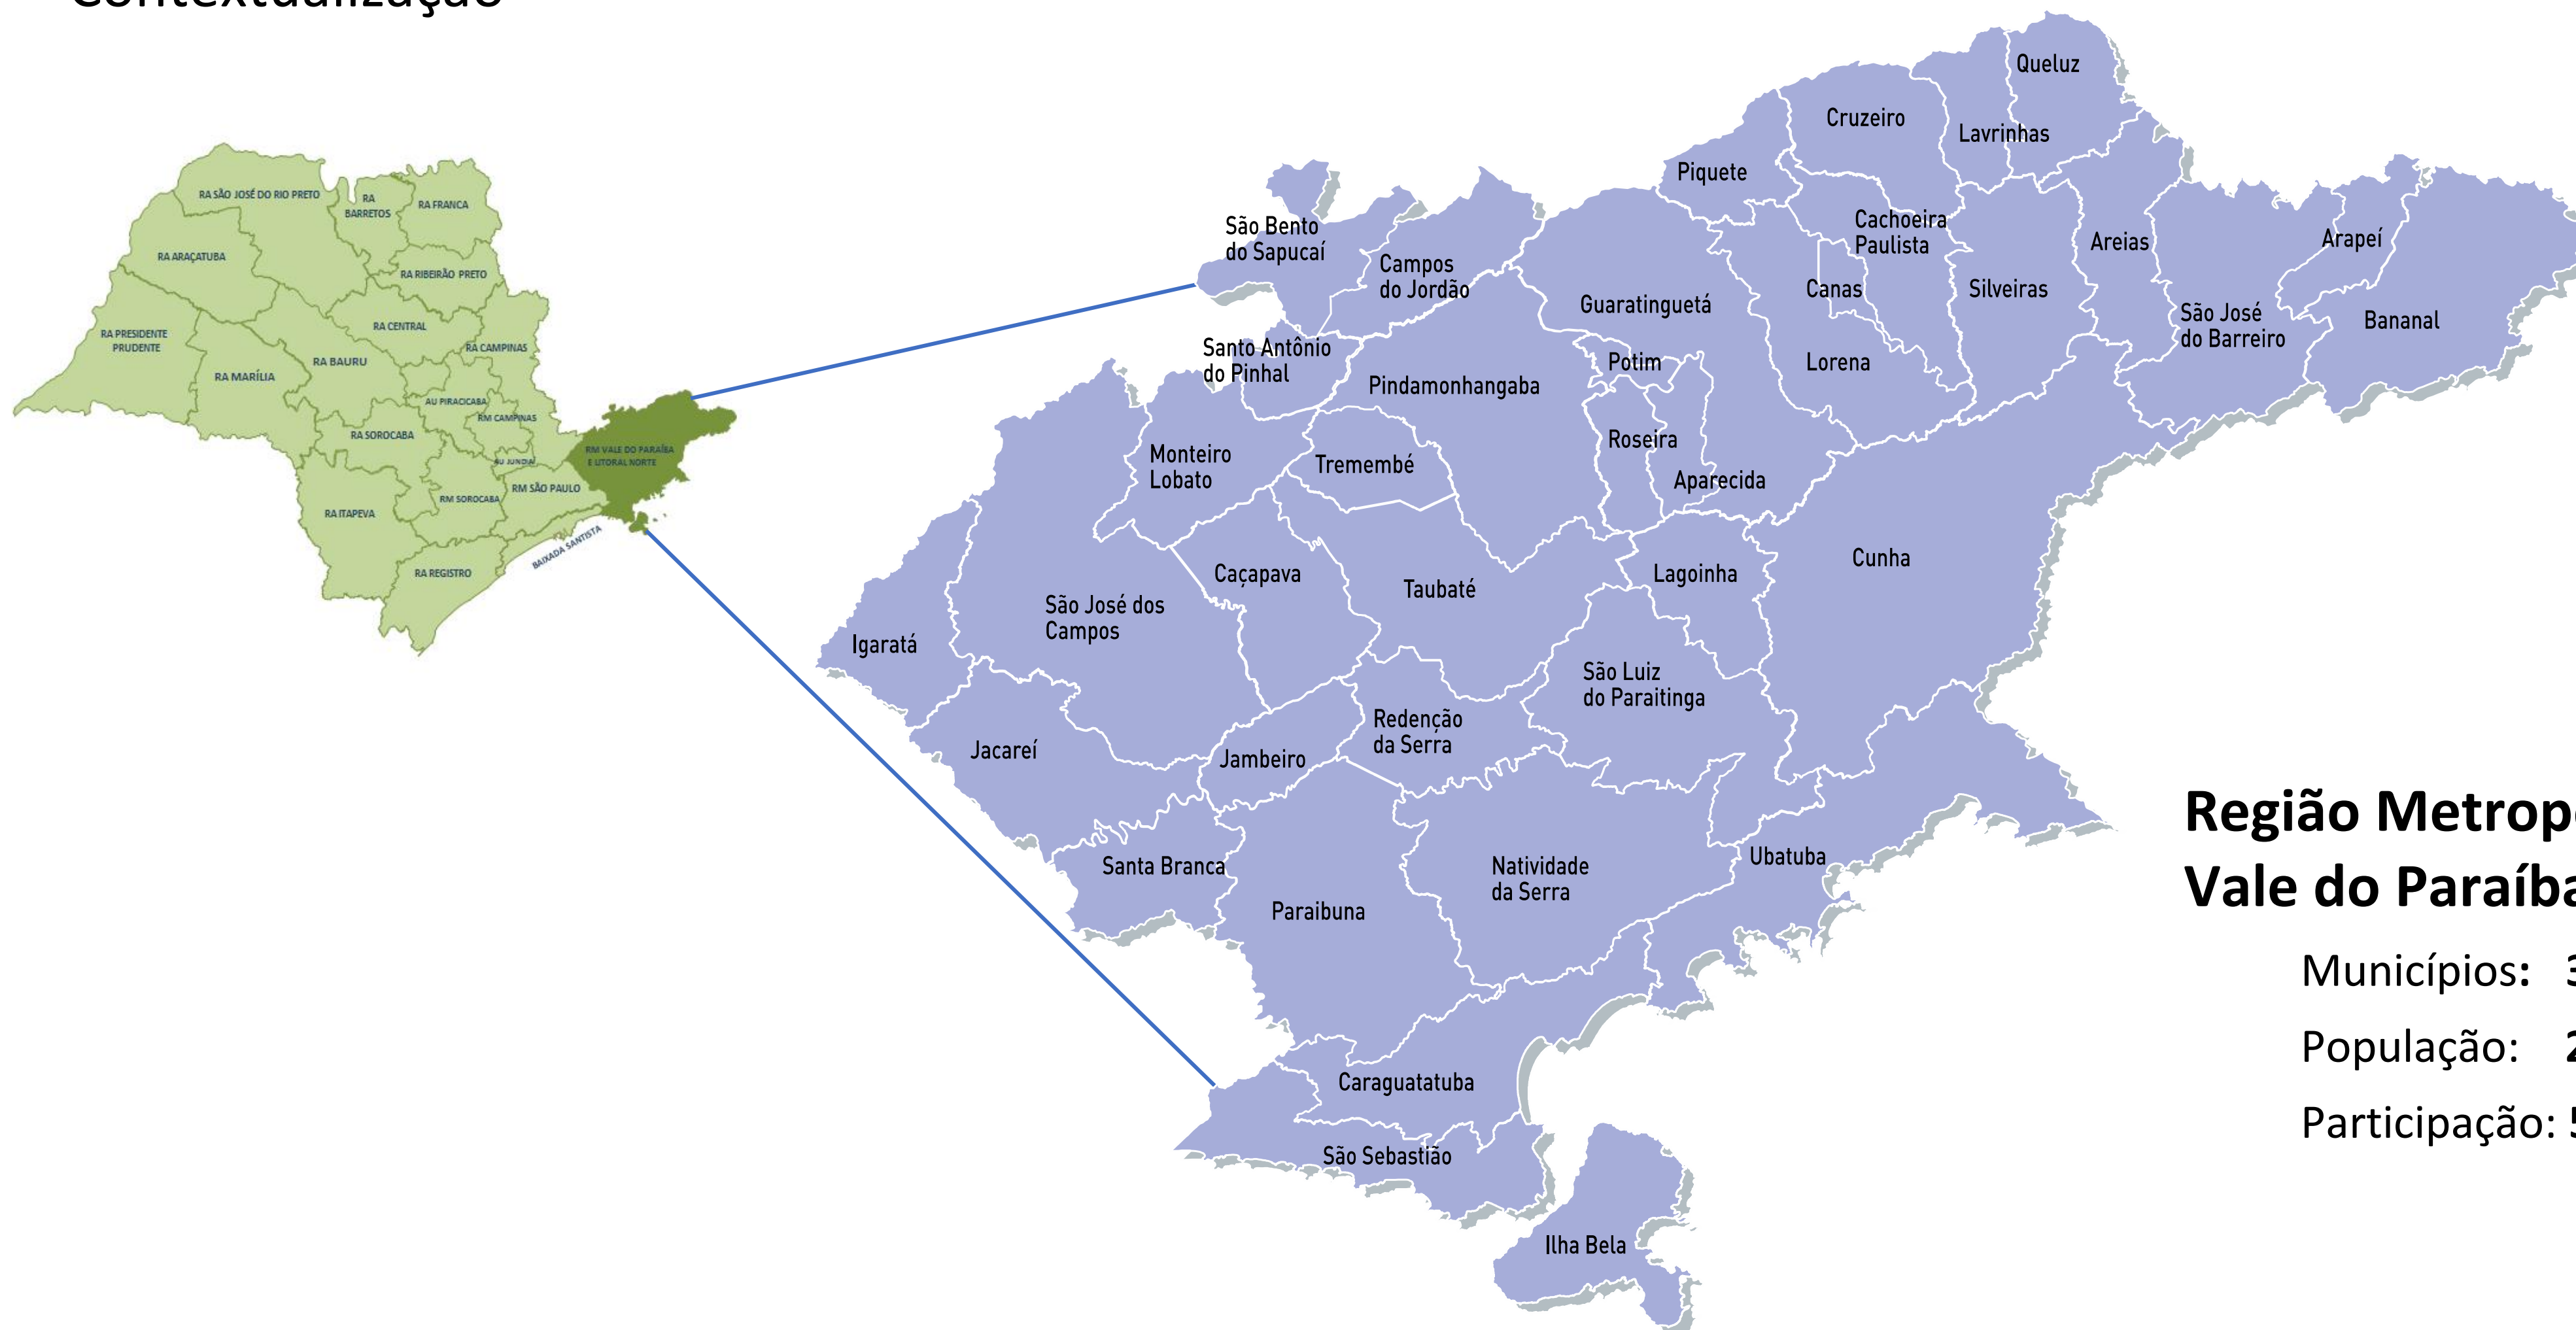 Contextualização
RA SÃO JOSÉ DO RIO PRETO
RA
BARRETOS
RA FRANCA
RA ARAÇATUBA
RA RIBEIRÃO PRETO
RA PRESIDENTE
PRUDENTE
RA CENTRAL
RA CAMPINAS
RA BAURU
RA MARÍLIA
AU PIRACICABA
RM CAMPINAS
RA SOROCABA
RM VALE DO PARAÍBA
E LITORAL NORTE
AU JUNDIAÍ
RM SÃO PAULO
RM SOROCABA
RA ITAPEVA
BAIXADA SANTISTA
RA REGISTRO
Queluz
Cruzeiro
Lavrinhas
Piquete
São Bento
do Sapucaí
Cachoeira
Paulista
Areias
Arapeí
Campos
do Jordão
Canas
Silveiras
Guaratinguetá
São José
do Barreiro
Bananal
Santo Antônio
do Pinhal
Potim
Lorena
Pindamonhangaba
Roseira
Monteiro
Lobato
Tremembé
Aparecida
Cunha
Caçapava
Taubaté
Lagoinha
São José dos
Campos
Igaratá
São Luiz
do Paraitinga
Redenção
da Serra
Jacareí
Jambeiro
Santa Branca
Natividade
da Serra
Ubatuba
Paraibuna
Caraguatatuba
São Sebastião
Ilha Bela
Região Metrop
Vale do Paraíba
Municípios: 3
População: 2
Participação: 5